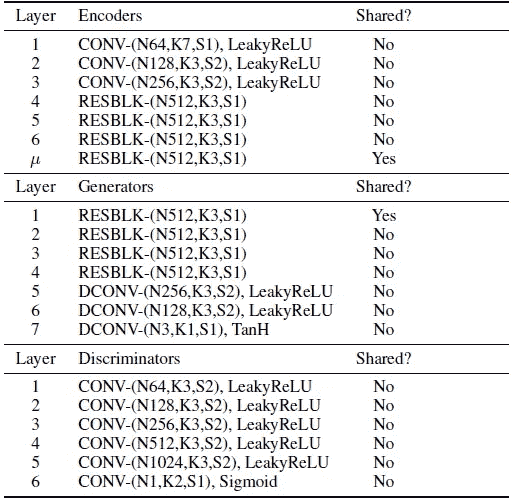 Layer Encoders Shared?
1 CONV-(N64,K7,S1), LeakyReLU No
2 CONV-(N128,K3,S2), LeakyReLU No
3 CONV-(N256,K3,S2), LeakyReLU No
4 RESBLK-(N512,K3,S1) No
5 RESBLK-(N512,K3,S1) No
6 RESBLK-(N512,K3,S1) No
μ RESBLK-(N512,K3,S1) Yes
Layer Generators Shared?
1 RESBLK-(N512,K3,S1) Yes
2 RESBLK-(N512,K3,S1) No
3 RESBLK-(N512,K3,S1) No
4 RESBLK-(N512,K3,S1) No
5 DCONV-(N256,K3,S2), LeakyReLU No
6 DCONV-(N128,K3,S2), LeakyReLU No
7 DCONV-(N3,K1,S1), TanH No
Layer Discriminators Shared?
1 CONV-(N64,K3,S2), LeakyReLU No
2 CONV-(N128,K3,S2), LeakyReLU No
3 CONV-(N256,K3,S2), LeakyReLU No
4 CONV-(N512,K3,S2), LeakyReLU No
5 CONV-(N1024,K3,S2), LeakyReLU No
6 CONV-(N1,K2,S1), Sigmoid No